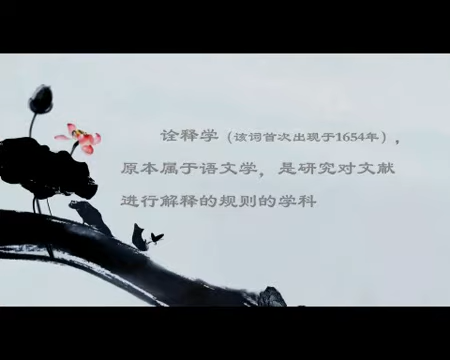 诠释学（该词首次出现于1654年），
原本属于语文学，是研究对文献
进行解释的规则的学科